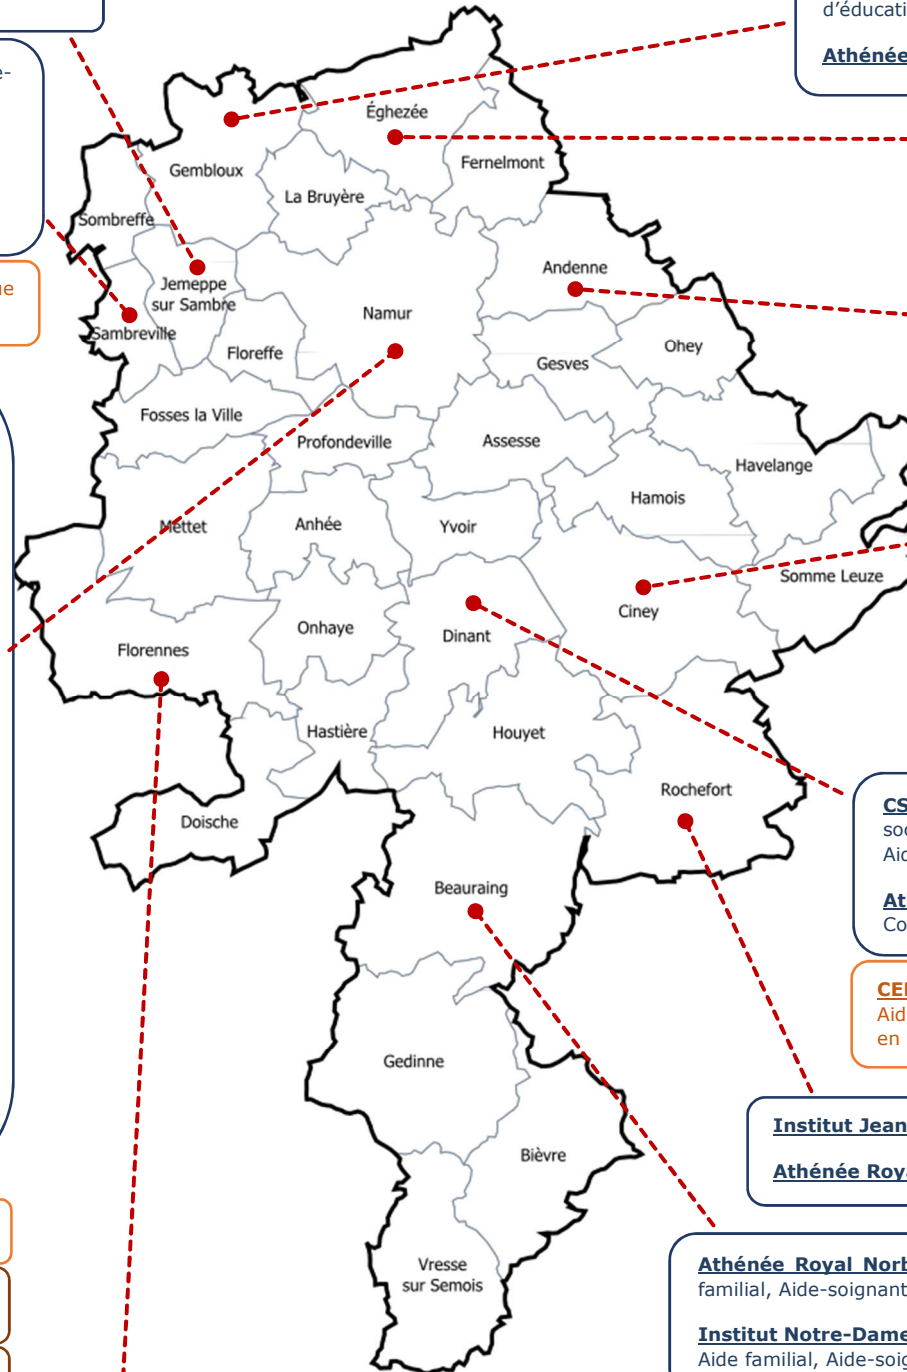 d'éducati
Athénée
e-
ue
Éghezée
Gembloux
Fernelmont
La Bruyère
Sombreffe
Andenne
Jemeppe
sur Sambre
Namur
Sambreville
Floreffe
Gesves
Ohey
Fosses la Ville
Profondeville
Assesse
Havelange
Hamois
Mettet
Anhée
Yvoir
Somme Leuze
Ciney
Onhaye
Dinant
Florennes
Hastière
Houyet
Rochefort
Doische
CS
soc
Aid
At
Co
Beauraing
CE
Aid
en
Gedinne
Institut Jean
Athénée Roya
Bièvre
Vresse
sur Semois
Athénée Royal Norb
familial, Aide-soignant
Institut Notre-Dame
Aide familial, Aide-soig